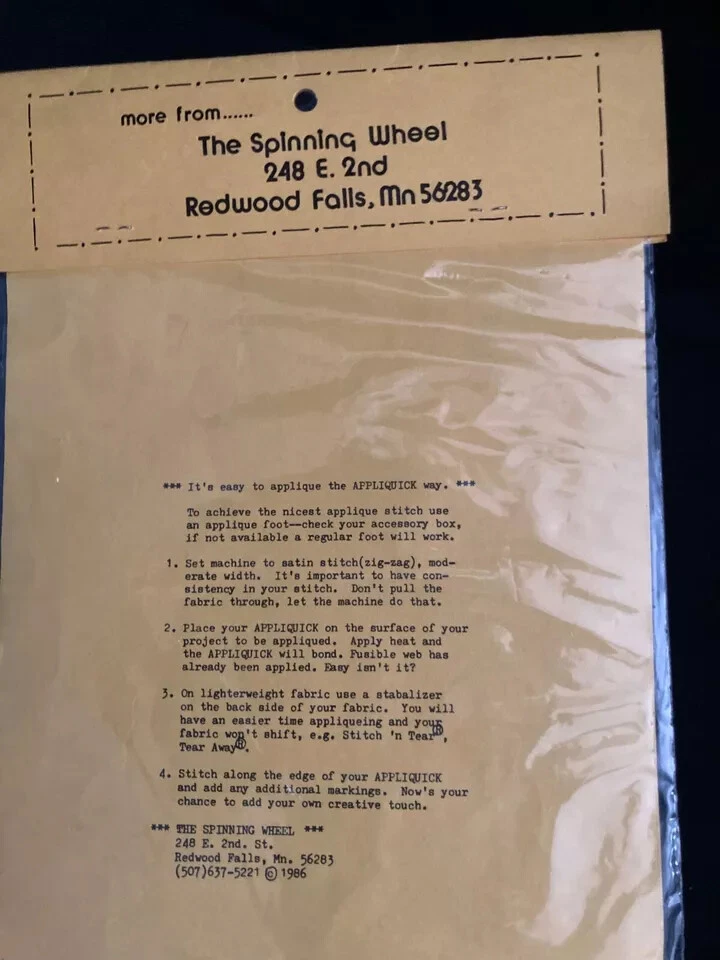 more from......
The Spinning Wheel
248 E. 2nd
Redwood Falls, Mn 56283
*** It's easy to applique the APPLIQUICK way. ***
To achieve the nicest applique stitch use
an applique foot--check your accessory box,
if not available a regular foot will work.
1. Set machine to satin stitch(zig-zag), mod-
erate width. It's important to have con-
sistency in your stitch. Don't pull the
fabric through, let the machine do that.
2. Place your APPLIQUICK on the surface of your
project to be appliqued. Apply heat and
the APPLIQUICK will bond. Fusible web has
already been applied. Easy isn't it?
3. On lighterweight fabric use a stabalizer
on the back side of your fabric. You will
have an easier time appliqueing and your
fabric won't shift, e.g. Stitch 'n Tear®,
Tear Away®.
4. Stitch along the edge of your APPLIQUICK
and add any additional markings. Now's your
chance to add your own creative touch.
*** THE SPINNING WHEEL ***
248 E. 2nd. St.
Redwood Falls, Mn. 56283
(507)637-5221 © 1986